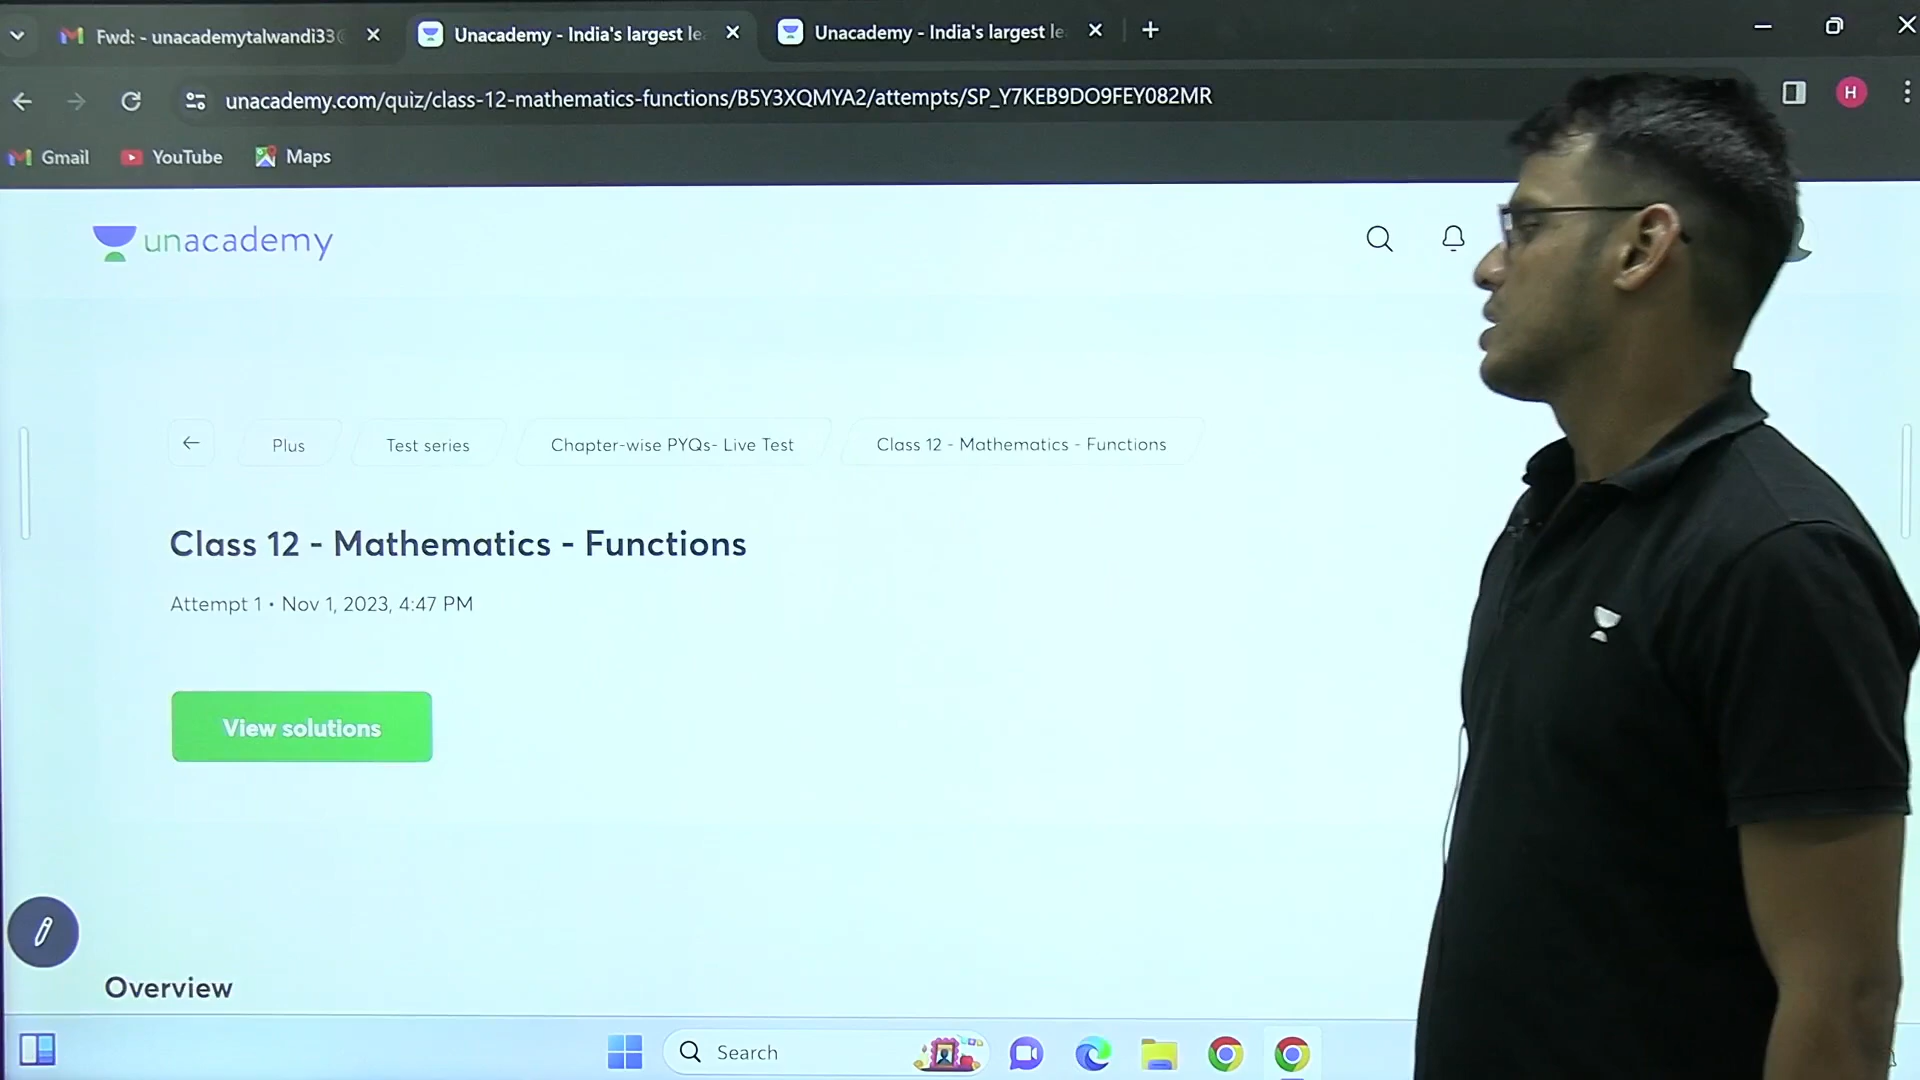 Fwd: - unacademytalwandi33@
Unacademy - India's largest le
Unacademy - India's largest le
unacademy.com/quiz/class-12-mathematics-functions/B5Y3XQMYA2/attempts/SP_Y7KEB9DO9FEY082MR
H
Gmail
YouTube
Maps
unacademy
Plus
Test series
Chapter-wise PYQs- Live Test
Class 12 - Mathematics - Functions
Class 12 - Mathematics - Functions
Attempt 1 • Nov 1, 2023, 4:47 PM
View solutions
Overview
Search